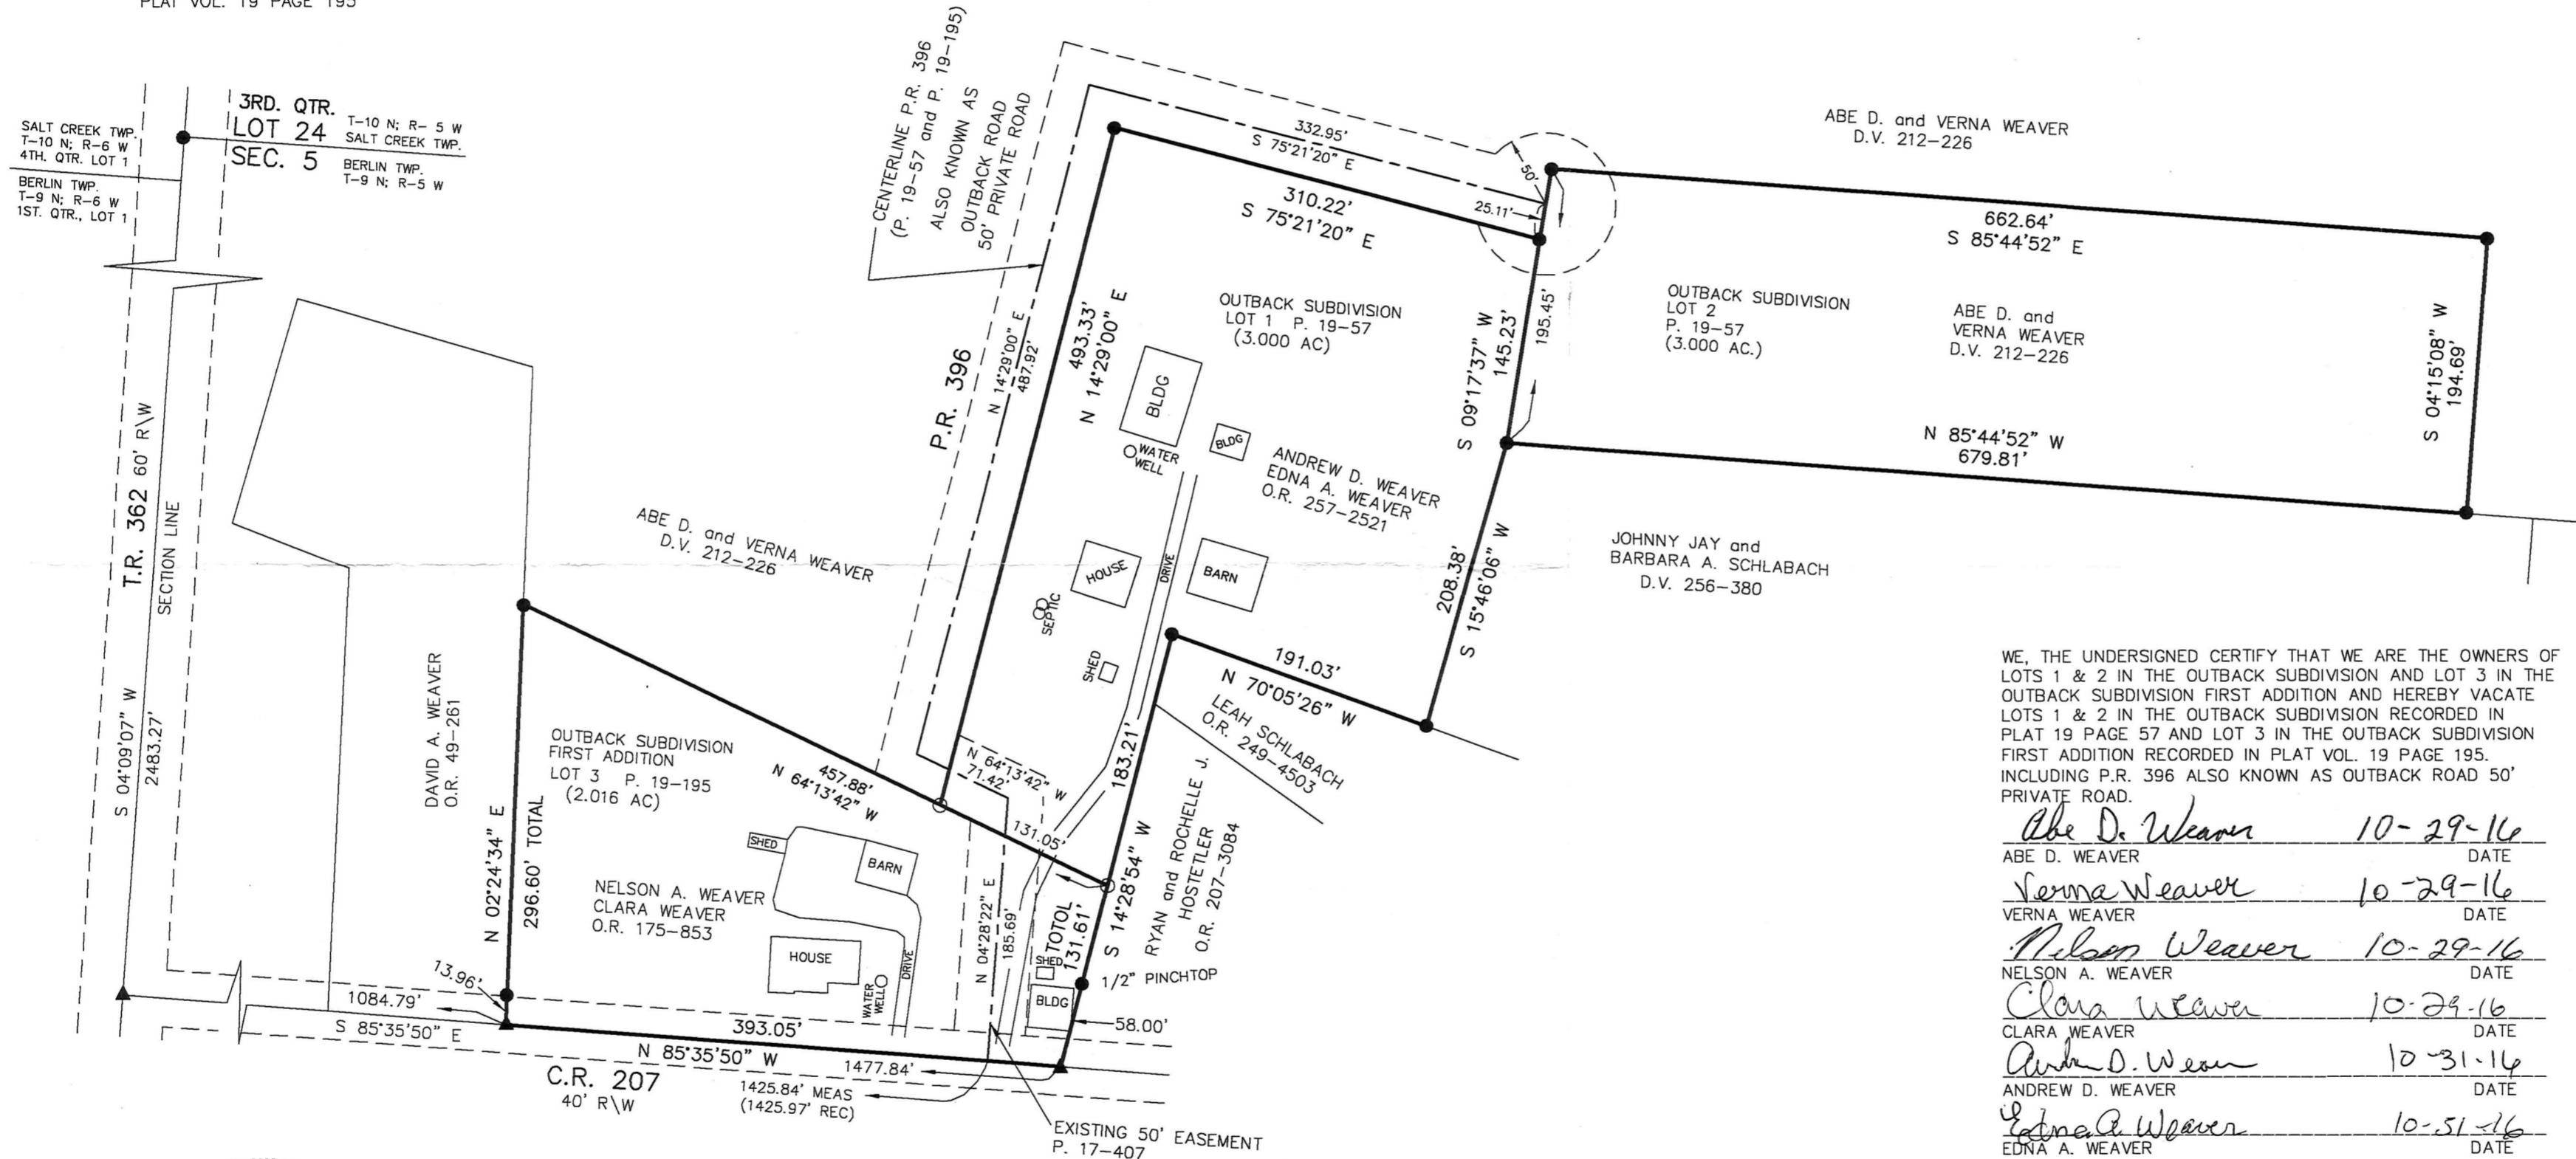 PLAT VOL. 19 PAGE 195
SALT CREEK TWP.
T-10 N; R-6 W
4TH. QTR. LOT 1
BERLIN TWP.
T-9 N; R-6 W
1ST. QTR., LOT 1
3RD. QTR.
LOT 24
SEC. 5
T-10 N; R- 5 W
SALT CREEK TWP.
BERLIN TWP.
T-9 N; R-5 W
T.R. 362 60' R\W
SECTION LINE
S 04°09'07" W
2483.27'
CENTERLINE P.R. 396
(P. 19-57 and P. 19-195)
ALSO KNOWN AS
OUTBACK ROAD
50' PRIVATE ROAD
P.R. 396
N 14°29'00" E
487.92'
493.33'
N 14°29'00" E
332.95'
S 75°21'20" E
310.22'
S 75°21'20" E
50'
25.11'
ABE D. and VERNA WEAVER
D.V. 212-226
662.64'
S 85°44'52" E
OUTBACK SUBDIVISION
LOT 1 P. 19-57
(3.000 AC)
S 09°17'37" W
145.23'
195.45'
OUTBACK SUBDIVISION
LOT 2
P. 19-57
(3.000 AC.)
ABE D. and
VERNA WEAVER
D.V. 212-226
S 04°15'08" W
194.69'
N 85°44'52" W
679.81'
BLDG
WATER
WELL
BLDG
ANDREW D. WEAVER
EDNA A. WEAVER
O.R. 257-2521
HOUSE
DRIVE
BARN
SEPTIC
SHED
208.38'
S 15°46'06" W
JOHNNY JAY and
BARBARA A. SCHLABACH
D.V. 256-380
191.03'
N 70°05'26" W
LEAH SCHLABACH
O.R. 249-4503
183.21'
ABE D. and VERNA WEAVER
D.V. 212-226
DAVID A. WEAVER
O.R. 49-261
N 02°24'34" E
296.60' TOTAL
OUTBACK SUBDIVISION
FIRST ADDITION
LOT 3 P. 19-195
(2.016 AC)
457.88'
N 64°13'42" W
N 64°13'42" W
71.42'
131.05'
SHED
BARN
NELSON A. WEAVER
CLARA WEAVER
O.R. 175-853
HOUSE
WATER
WELL
DRIVE
N 04°28'22" E
185.69'
SHED
TOTOL
131.61'
S 14°28'54" W
RYAN and ROCHELLE J.
HOSTETLER
O.R. 207-3084
1/2" PINCHTOP
BLDG
58.00'
13.96'
1084.79'
S 85°35'50" E
393.05'
N 85°35'50" W
1477.84'
C.R. 207
40' R\W
1425.84' MEAS
(1425.97' REC)
EXISTING 50' EASEMENT
P. 17-407
WE, THE UNDERSIGNED CERTIFY THAT WE ARE THE OWNERS OF
LOTS 1 & 2 IN THE OUTBACK SUBDIVISION AND LOT 3 IN THE
OUTBACK SUBDIVISION FIRST ADDITION AND HEREBY VACATE
LOTS 1 & 2 IN THE OUTBACK SUBDIVISION RECORDED IN
PLAT 19 PAGE 57 AND LOT 3 IN THE OUTBACK SUBDIVISION
FIRST ADDITION RECORDED IN PLAT VOL. 19 PAGE 195.
INCLUDING P.R. 396 ALSO KNOWN AS OUTBACK ROAD 50'
PRIVATE ROAD.
Abe D. Weaver 10-29-16
ABE D. WEAVER DATE
Verna Weaver 10-29-16
VERNA WEAVER DATE
Nelson Weaver 10-29-16
NELSON A. WEAVER DATE
Clara Weaver 10-29-16
CLARA WEAVER DATE
D. Weaver 10-31-16
ANDREW D. WEAVER DATE
Edna A. Weaver 10-31-16
EDNA A. WEAVER DATE